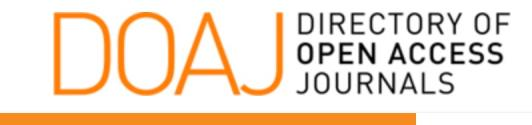 DOAJ
DIRECTORY OF
OPEN ACCESS
JOURNALS